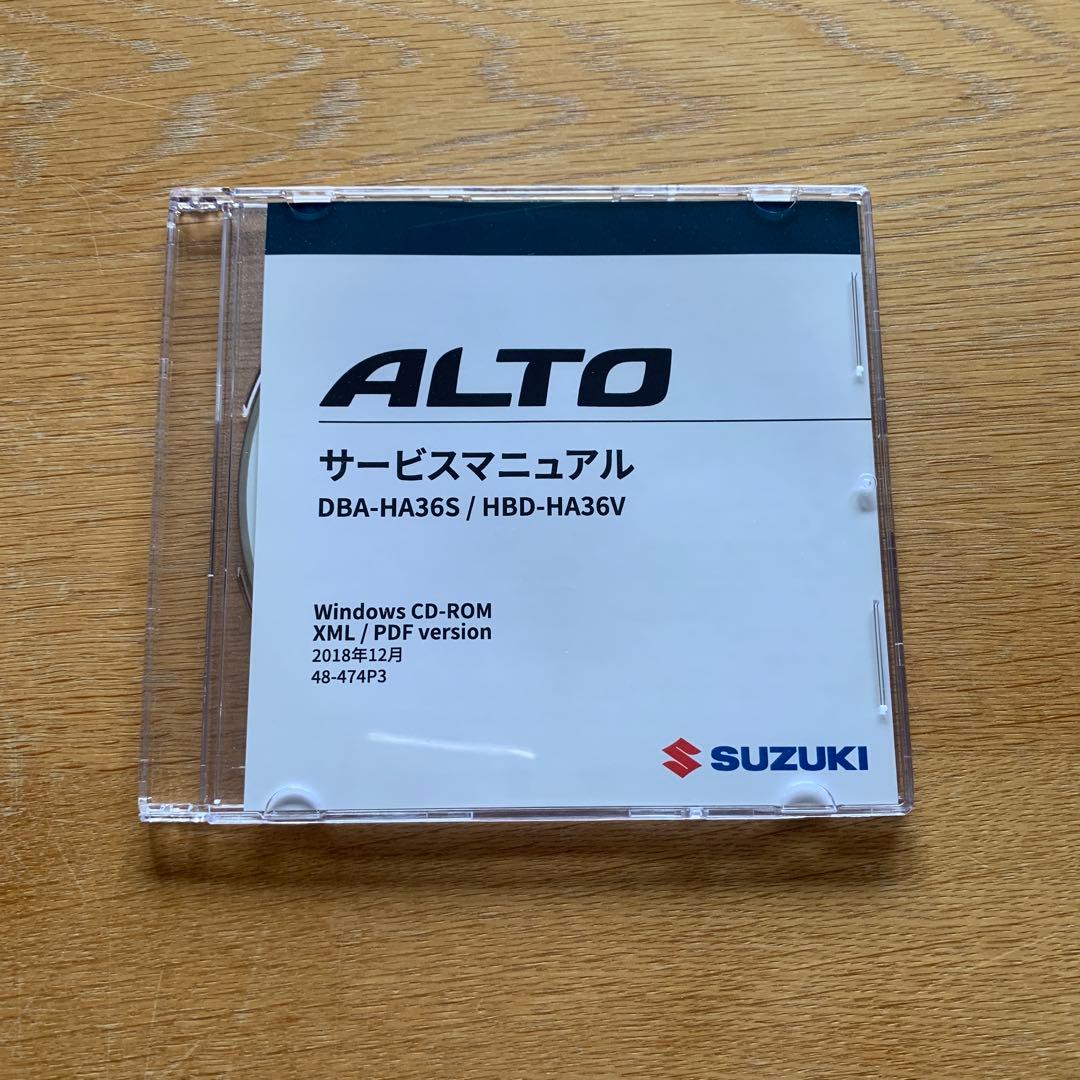 ALTO
サービスマニュアル
DBA-HA36S / HBD-HA36V
Windows CD-ROM
XML / PDF version
2018年12月
48-474P3
SUZUKI